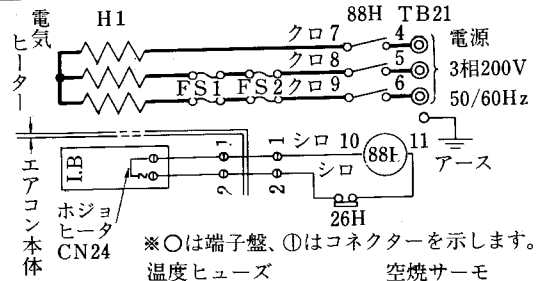 電気ヒーター
H1
88H TB21
クロ7 4
クロ8 5
FS1 FS2 クロ9 6
電源
3相200V
50/60Hz
アース
エアコン本体
I.B
1 1 シロ 10 88H 11
2 2 シロ
26H
ホジョ
ヒータ
CN24
※○は端子盤、⦶はコネクターを示します。
温度ヒューズ 空焼サーモ